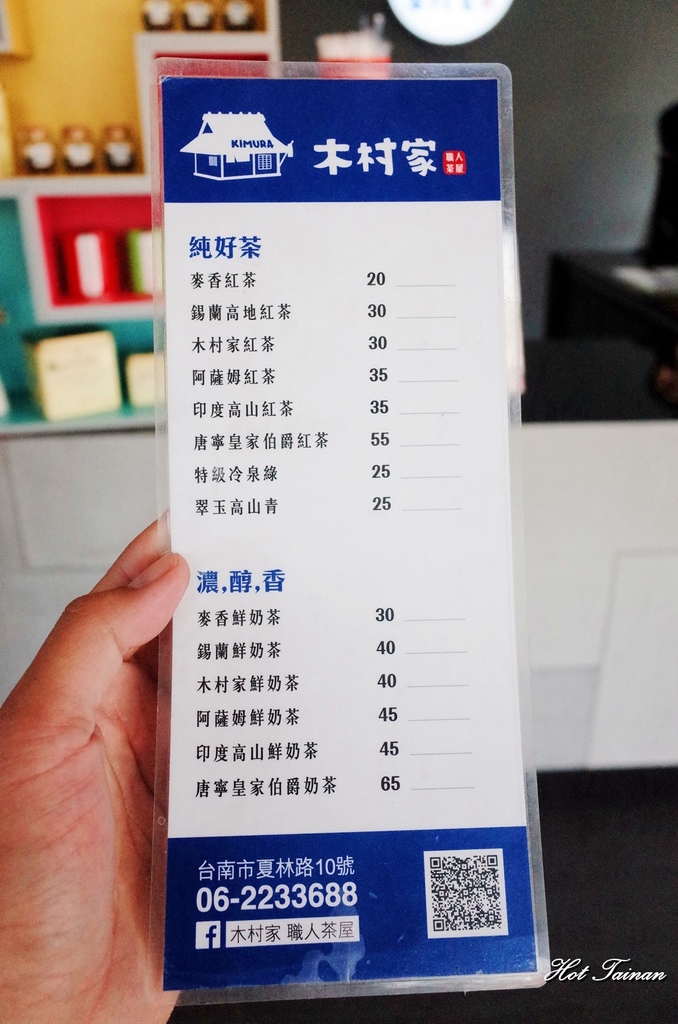 KIMURA
木村家 職人茶屋
純好茶
麥香紅茶 20
錫蘭高地紅茶 30
木村家紅茶 30
阿薩姆紅茶 35
印度高山紅茶 35
唐寧皇家伯爵紅茶 55
特級冷泉綠 25
翠玉高山青 25
濃,醇,香
麥香鮮奶茶 30
錫蘭鮮奶茶 40
木村家鮮奶茶 40
阿薩姆鮮奶茶 45
印度高山鮮奶茶 45
唐寧皇家伯爵奶茶 65
台南市夏林路10號
06-2233688
f 木村家 職人茶屋
Hot Tainan